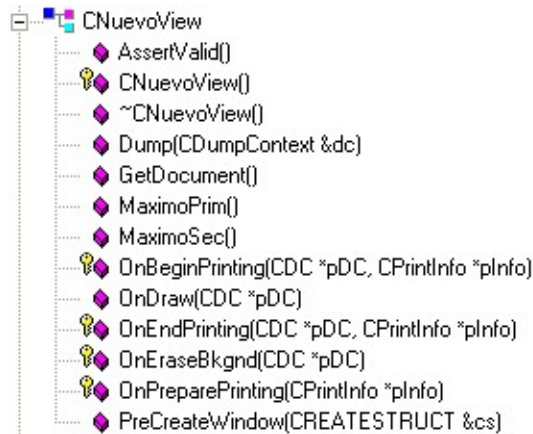 CNuevoView
AssertValid()
CNuevoView()
~CNuevoView()
Dump(CDumpContext &dc)
GetDocument()
MaximoPrim()
MaximoSec()
OnBeginPrinting(CDC *pDC, CPrintInfo *pInfo)
OnDraw(CDC *pDC)
OnEndPrinting(CDC *pDC, CPrintInfo *pInfo)
OnEraseBkgnd(CDC *pDC)
OnPreparePrinting(CPrintInfo *pInfo)
PreCreateWindow(CREATESTRUCT &cs)